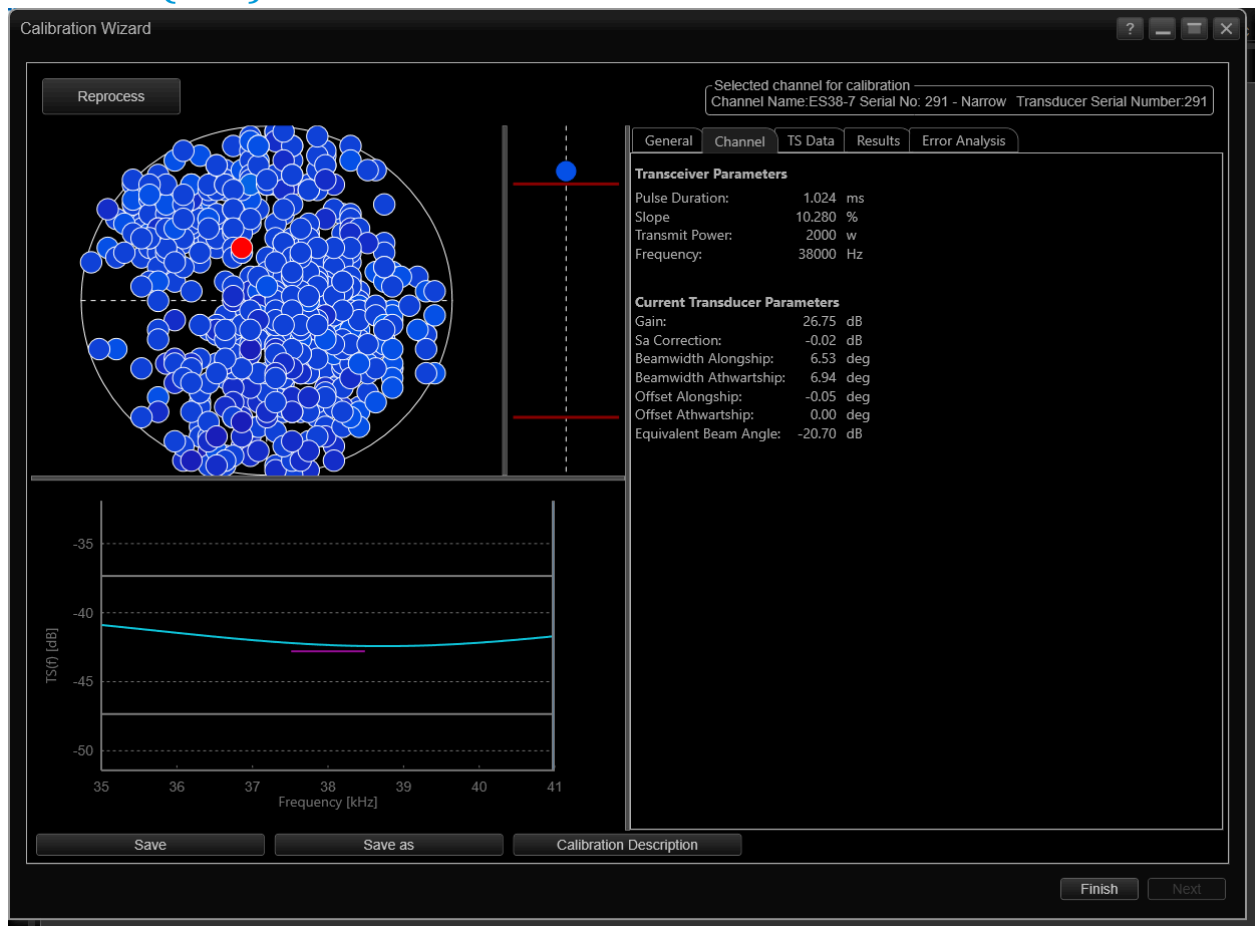 Calibration Wizard
?
Reprocess
Selected channel for calibration
Channel Name:ES38-7 Serial No: 291 - Narrow Transducer Serial Number:291
General Channel TS Data Results Error Analysis
Transceiver Parameters
Pulse Duration: 1.024 ms
Slope 10.280 %
Transmit Power: 2000 w
Frequency: 38000 Hz
Current Transducer Parameters
Gain: 26.75 dB
Sa Correction: -0.02 dB
Beamwidth Alongship: 6.53 deg
Beamwidth Athwartship: 6.94 deg
Offset Alongship: -0.05 deg
Offset Athwartship: 0.00 deg
Equivalent Beam Angle: -20.70 dB
TS(f) [dB]
-35
-40
-45
-50
35 36 37 38 39 40 41
Frequency [kHz]
Save Save as Calibration Description
Finish Next